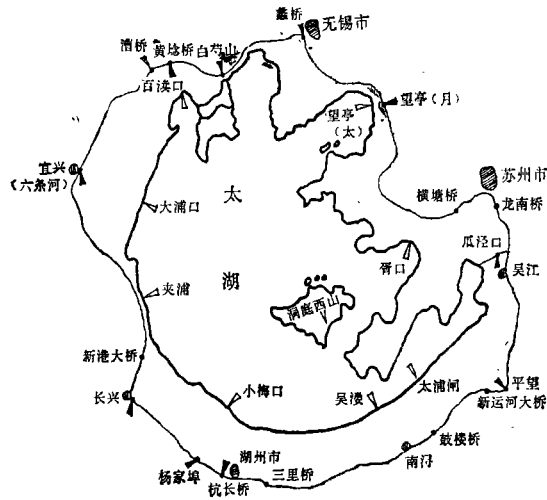 蠡桥
无锡市
漕桥
黄埝桥
白芍山
百渎口
望亭（月）
望亭
（太）
宜兴
（六条河）
苏州市
横塘桥
龙南桥
大浦口
太
湖
瓜泾口
胥口
吴江
夹浦
洞庭西山
新港大桥
小梅口
吴溇
太浦闸
平望
新运河大桥
长兴
鼓楼桥
南浔
湖州市
杨家埠
杭长桥
三里桥